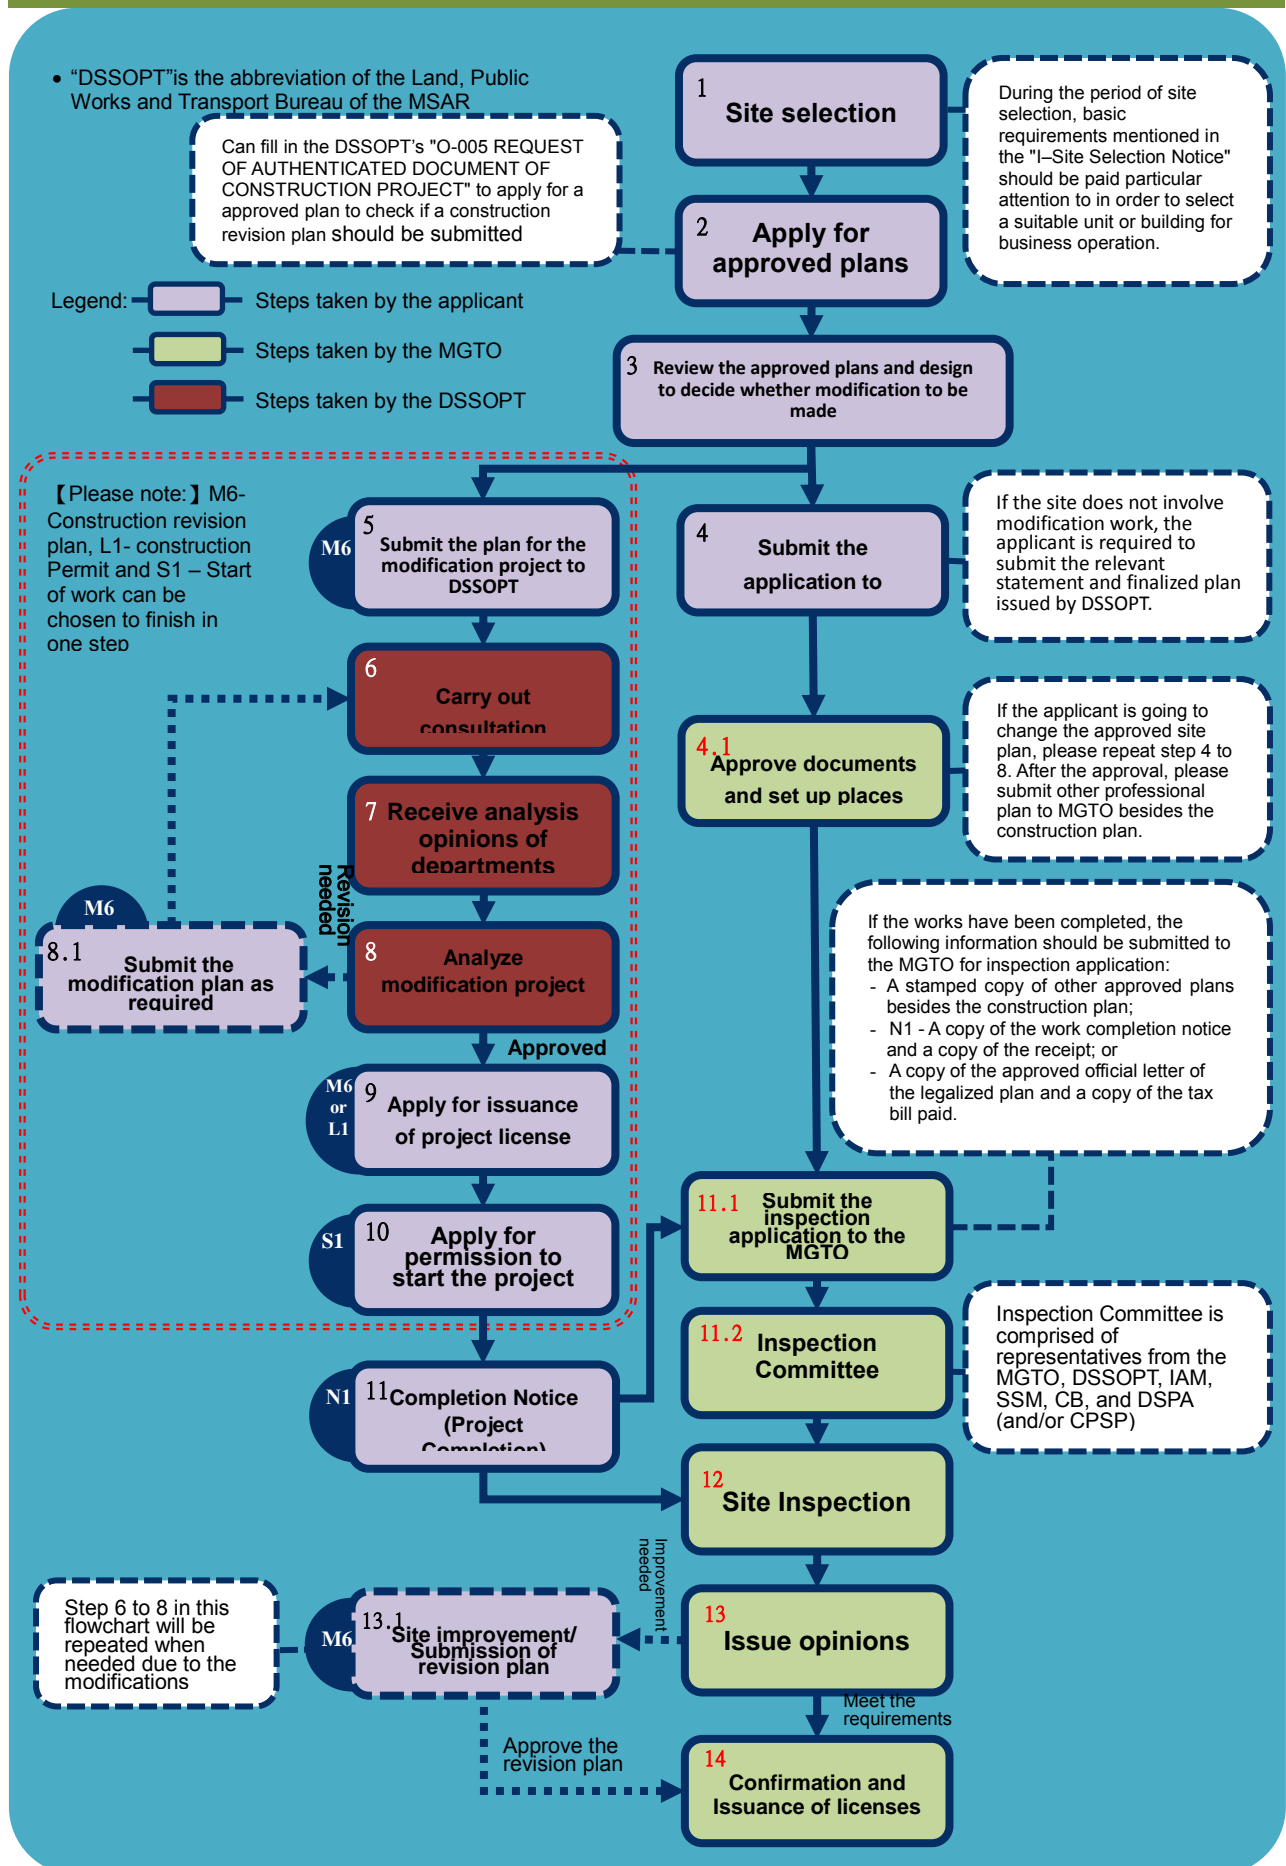 • “DSSOPT”is the abbreviation of the Land, Public
Works and Transport Bureau of the MSAR
Can fill in the DSSOPT’s "O-005 REQUEST
OF AUTHENTICATED DOCUMENT OF
CONSTRUCTION PROJECT" to apply for a
approved plan to check if a construction
revision plan should be submitted
Legend:
Steps taken by the applicant
Steps taken by the MGTO
Steps taken by the DSSOPT
1
Site selection
During the period of site
selection, basic
requirements mentioned in
the "I–Site Selection Notice"
should be paid particular
attention to in order to select
a suitable unit or building for
business operation.
2
Apply for
approved plans
3
Review the approved plans and design
to decide whether modification to be
made
【Please note:】M6-
Construction revision
plan, L1- construction
Permit and S1 – Start
of work can be
chosen to finish in
one step
M6
5
Submit the plan for the
modification project to
DSSOPT
4
Submit the
application to
If the site does not involve
modification work, the
applicant is required to
submit the relevant
statement and finalized plan
issued by DSSOPT.
6
Carry out
consultation
4.1
Approve documents
and set up places
If the applicant is going to
change the approved site
plan, please repeat step 4 to
8. After the approval, please
submit other professional
plan to MGTO besides the
construction plan.
7
Receive analysis
opinions of
departments
Revision
needed
M6
8.1
Submit the
modification plan as
required
8
Analyze
modification project
Approved
If the works have been completed, the
following information should be submitted to
the MGTO for inspection application:
- A stamped copy of other approved plans
besides the construction plan;
- N1 - A copy of the work completion notice
and a copy of the receipt; or
- A copy of the approved official letter of
the legalized plan and a copy of the tax
bill paid.
M6
or
L1
9
Apply for issuance
of project license
S1
10
Apply for
permission to
start the project
11.1
Submit the
inspection
application to the
MGTO
11.2
Inspection
Committee
Inspection Committee is
comprised of
representatives from the
MGTO, DSSOPT, IAM,
SSM, CB, and DSPA
(and/or CPSP)
N1
11
Completion Notice
(Project
Completion)
12
Site Inspection
Improvement
needed
Step 6 to 8 in this
flowchart will be
repeated when
needed due to the
modifications
M6
13.1
Site improvement/
Submission of
revision plan
13
Issue opinions
Meet the
requirements
Approve the
revision plan
14
Confirmation and
Issuance of licenses